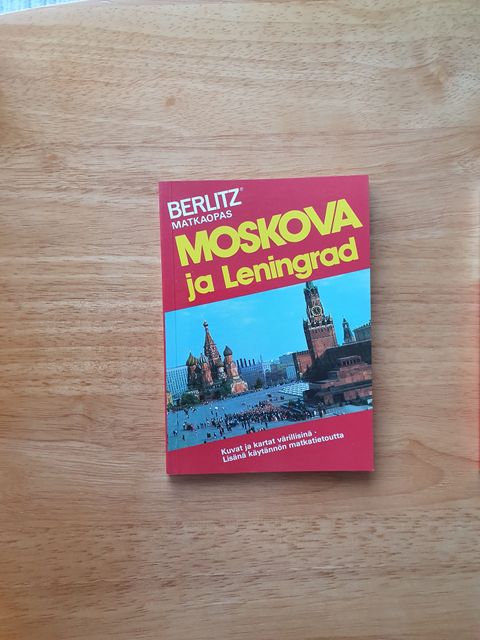 BERLITZ®
MATKAOPAS
MOSKOVA
ja Leningrad
Kuvat ja kartat värillisinä -
Lisänä käytännön matkatietoutta